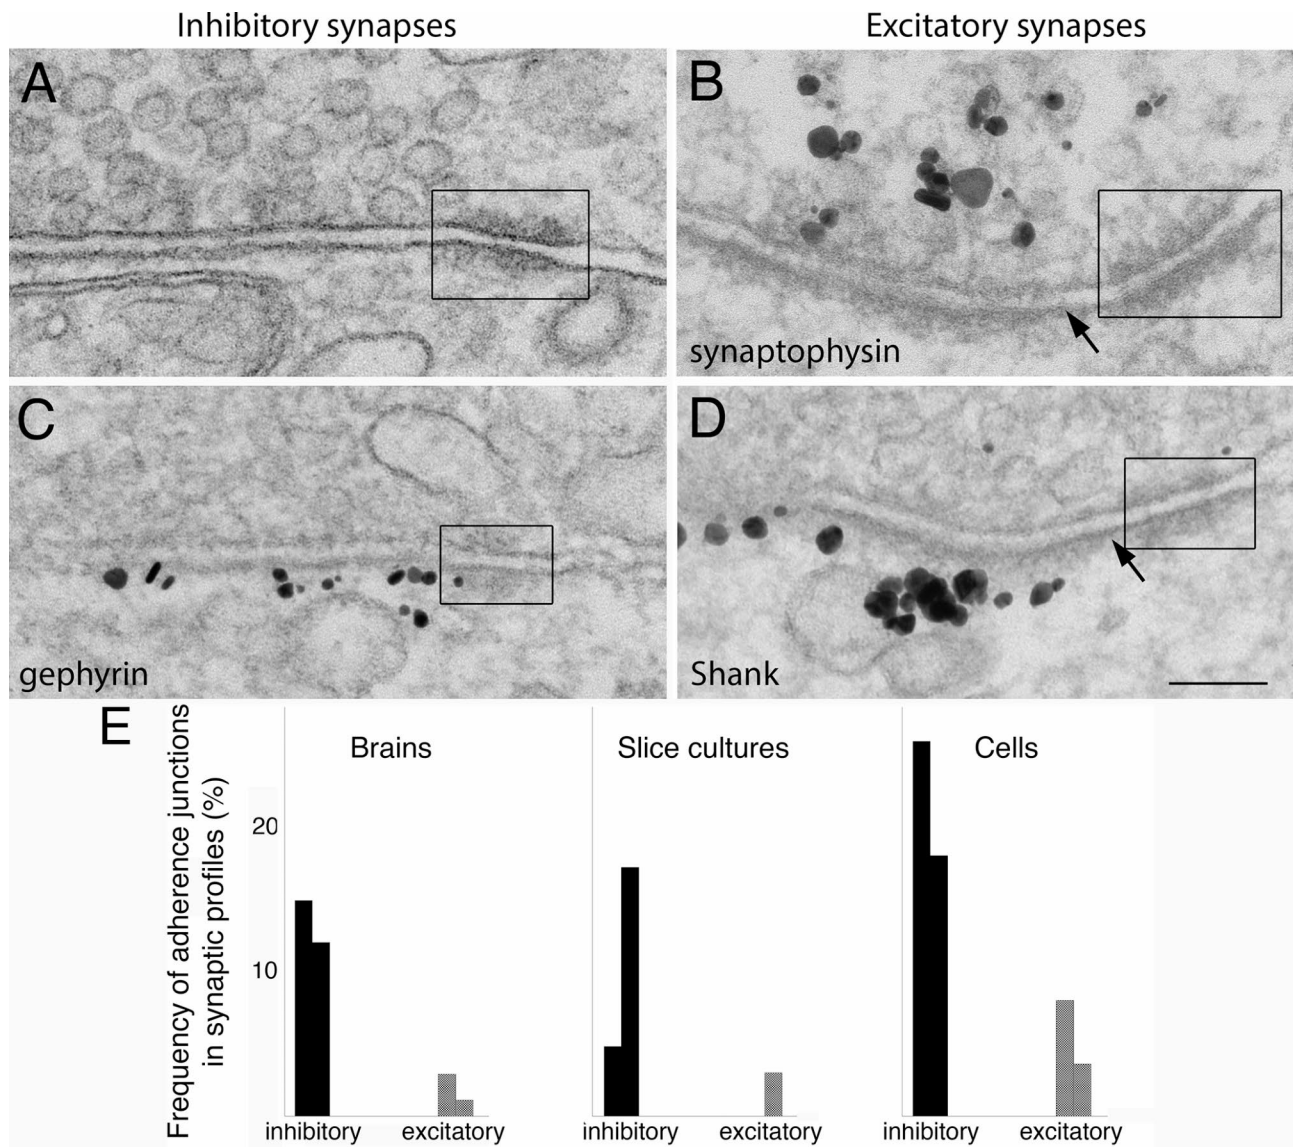 Inhibitory synapses
Excitatory synapses
A
B
synaptophysin
C
D
gephyrin
Shank
E
Frequency of adherence junctions
in synaptic profiles (%)
Brains
Slice cultures
Cells
20
10
inhibitory
excitatory
inhibitory
excitatory
inhibitory
excitatory